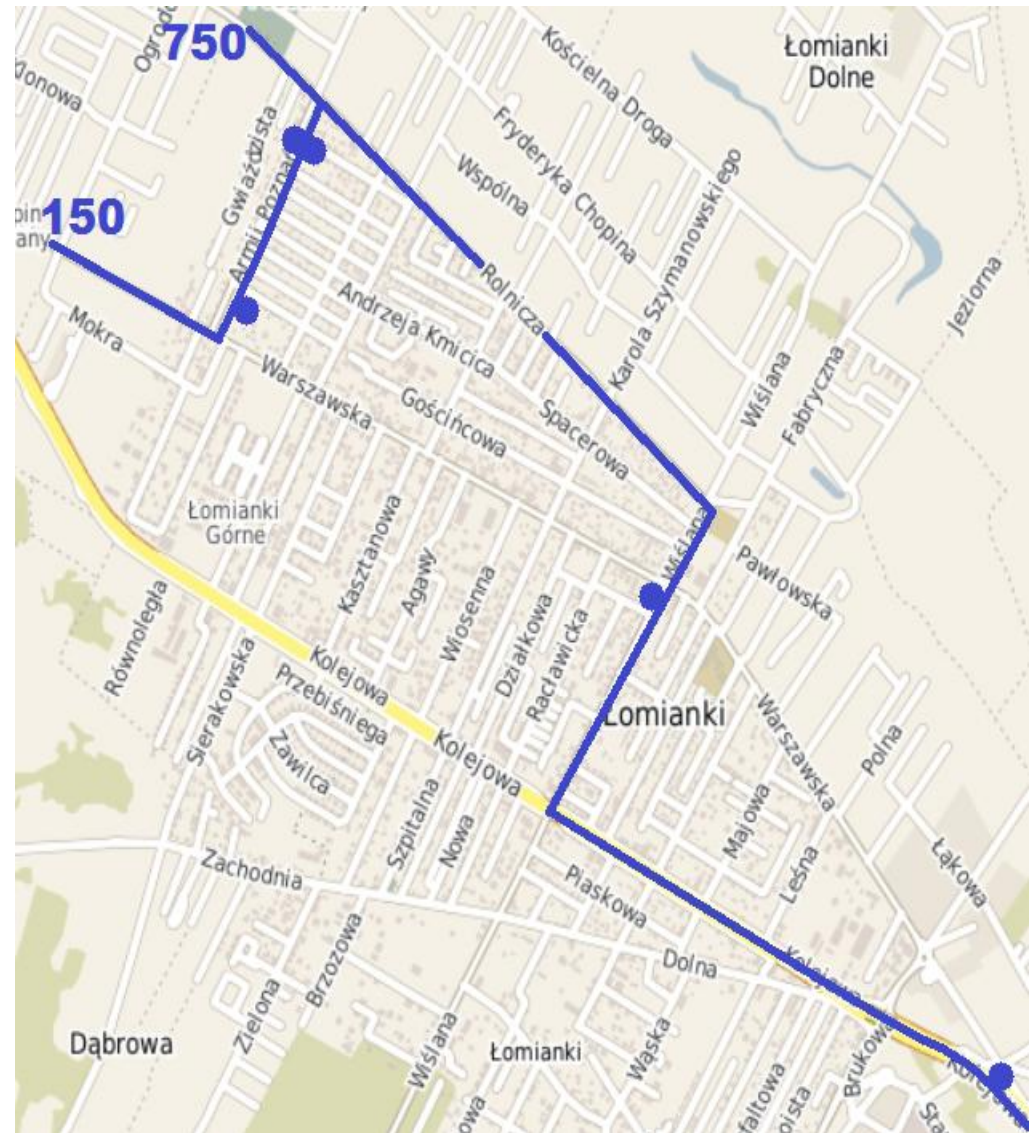 750
Łomianki
Dolne
Kościelna Droga
Klonowa
Fryderyka Chopina
Gwiaździsta
Wspólna
150
Armii Poznań
Karola Szymanowskiego
Jeziorna
Rolnicza
Andrzeja Kmicica
Mokra
Wiślana
Fabryczna
Warszawska
Gościńcowa
Spacerowa
Łomianki
Górne
Wiślana
Pawłowska
Kasztanowa
Agawy
Wiosenna
Działkowa
Racławicka
Równoległa
Sierakowska
Kolejowa
Przebiśniega
Łomianki
Warszawska
Zawilca
Kolejowa
Polna
Szpitalna
Nowa
Majowa
Leśna
Łąkowa
Zachodnia
Piaskowa
Dolna
Kolejowa
Brzozowa
Zielona
Dąbrowa
Wiślana
Łomianki
Wąska
Brukowa
Kolejowa